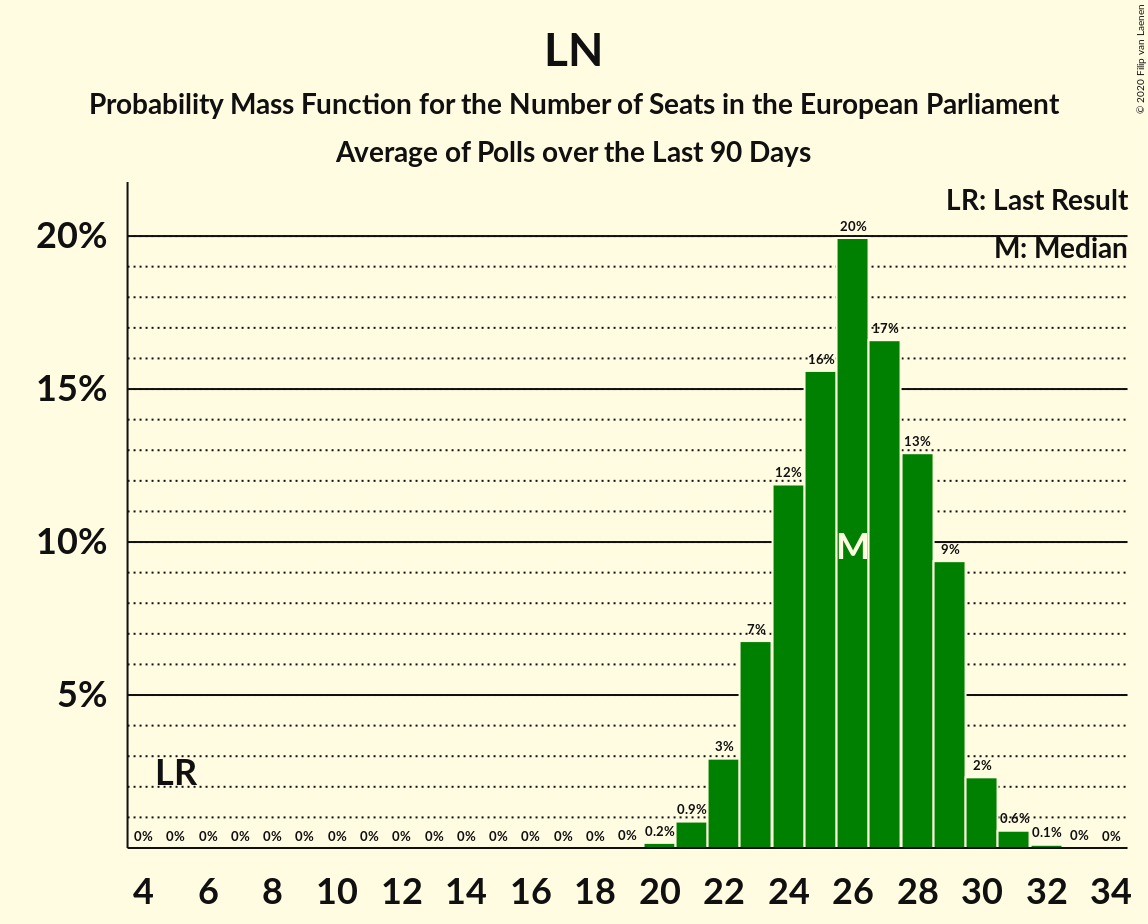 LN
Probability Mass Function for the Number of Seats in the European Parliament
Average of Polls over the Last 90 Days
© 2020 Filip van Laenen
LR: Last Result
M: Median
20%
15%
10%
5%
LR
M
0% 0% 0% 0% 0% 0% 0% 0% 0% 0% 0% 0% 0% 0% 0% 0% 0.2% 0.9% 3% 7% 12% 16% 20% 17% 13% 9% 2% 0.6% 0.1% 0% 0%
4 6 8 10 12 14 16 18 20 22 24 26 28 30 32 34